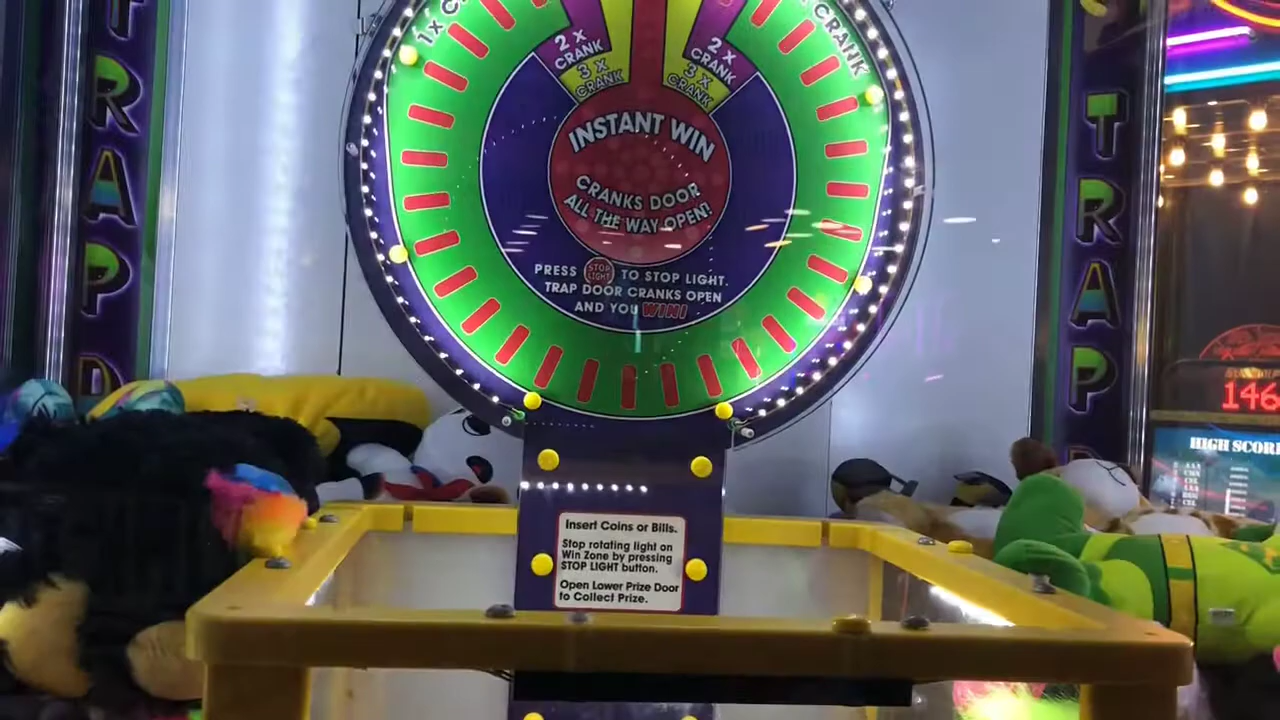 1X C
CRANK
2 X
CRANK
3 X
CRANK
2 X
CRANK
3 X
CRANK
INSTANT WIN
CRANKS DOOR
ALL THE WAY OPEN!
PRESS STOP LIGHT TO STOP LIGHT.
TRAP DOOR CRANKS OPEN
AND YOU WIN!
Insert Coins or Bills.
Stop rotating light on
Win Zone by pressing
STOP LIGHT button.
Open Lower Prize Door
to Collect Prize.
TRAP D
TRAP D
146
HIGH SCORE